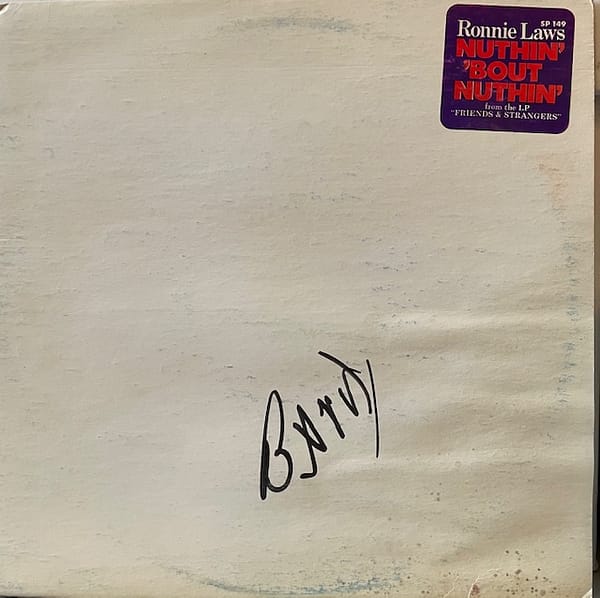 SP 149
Ronnie Laws
NUTHIN'
'BOUT
NUTHIN'
from the LP
"FRIENDS & STRANGERS"